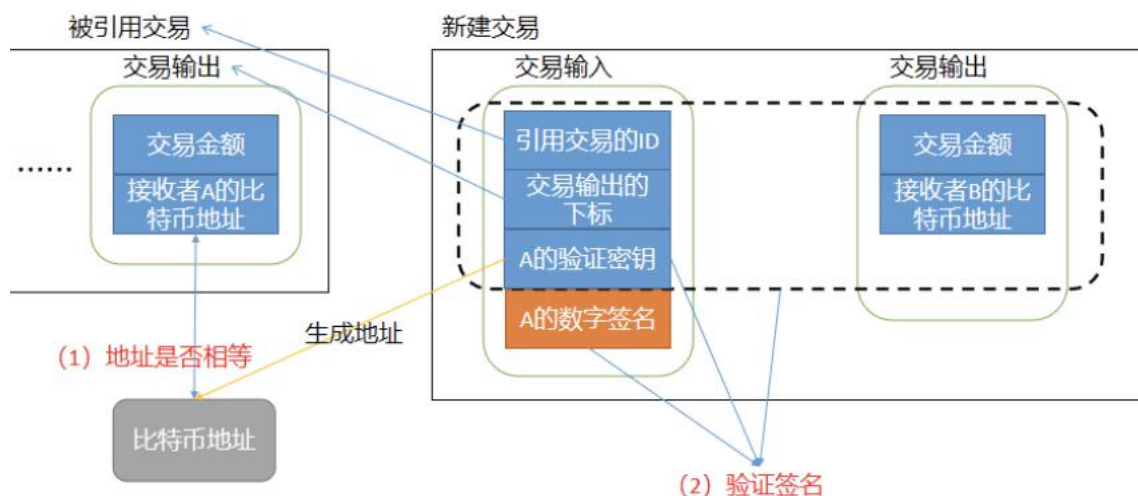 被引用交易
交易输出
交易金额
接收者A的比
特币地址
......
新建交易
交易输入
引用交易的ID
交易输出的
下标
A的验证密钥
A的数字签名
交易输出
交易金额
接收者B的比
特币地址
生成地址
（1）地址是否相等
比特币地址
（2）验证签名